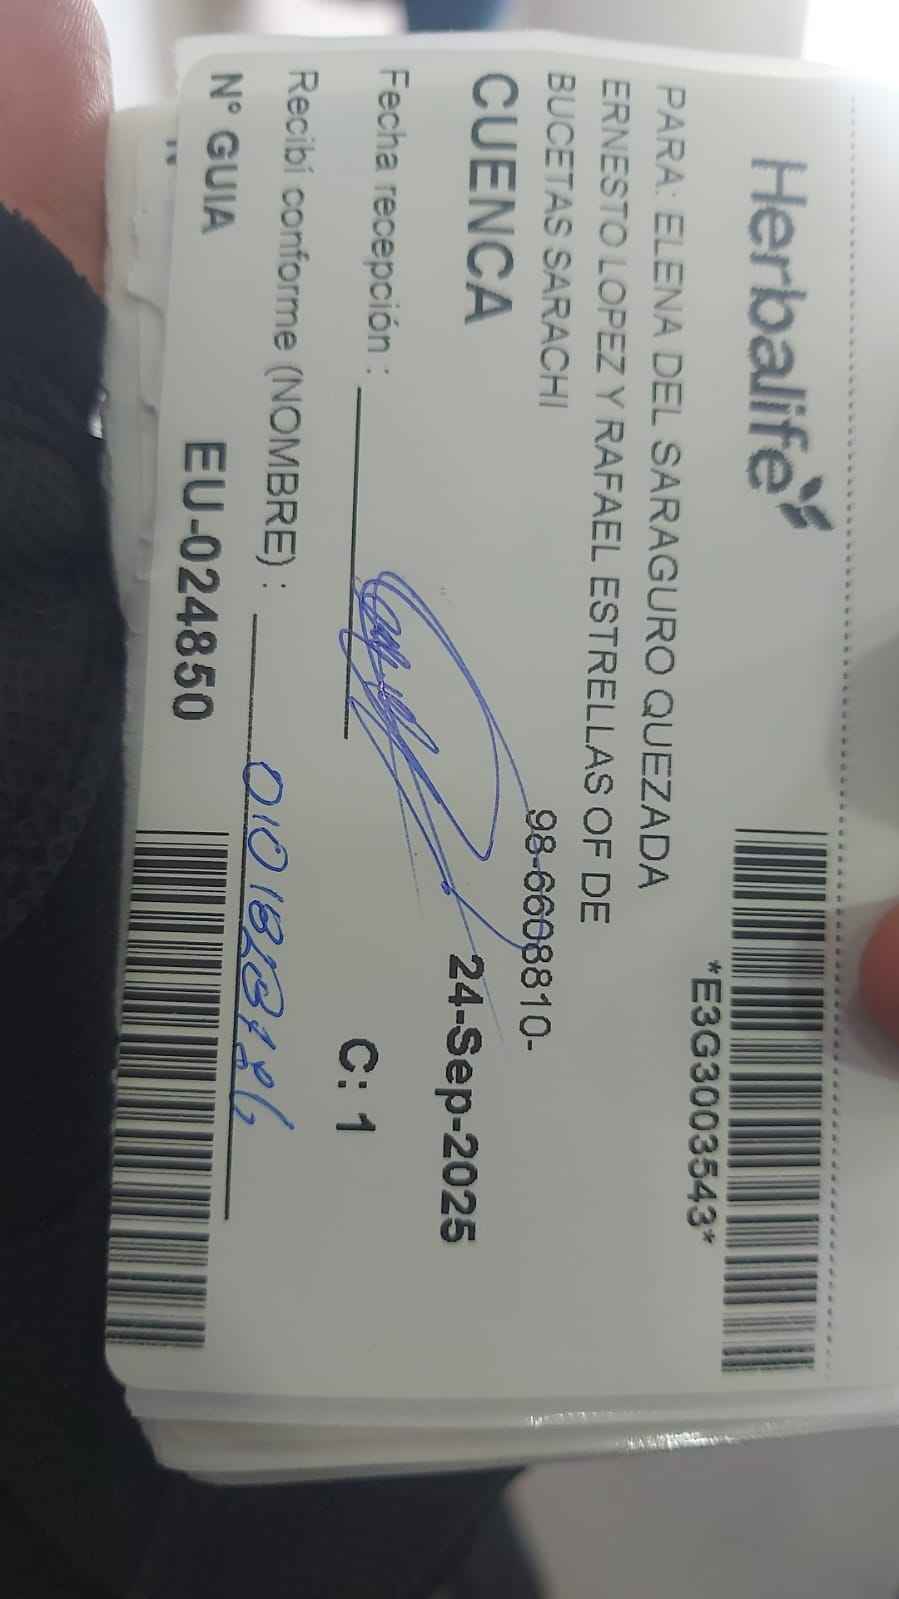 Herbalife
*E3G3003543*
PARA: ELENA DEL SARAGURO QUEZADA
ERNESTO LOPEZ Y RAFAEL ESTRELLAS OF DE
BUCETAS SARACHI
98-6608810-
CUENCA
24-Sep-2025
Fecha recepción :
C: 1
Recibí conforme (NOMBRE) :
N° GUIA
EU-024850